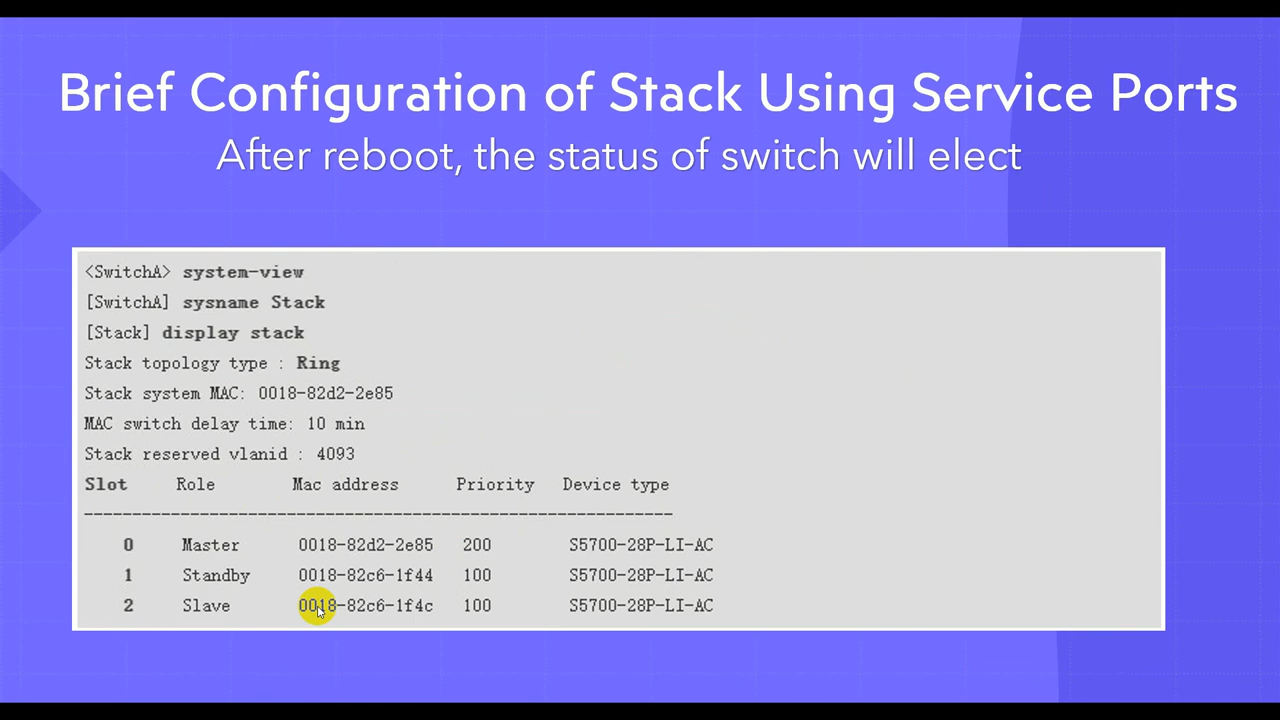 Brief Configuration of Stack Using Service Ports
After reboot, the status of switch will elect
<SwitchA> system-view
[SwitchA] sysname Stack
[Stack] display stack
Stack topology type : Ring
Stack system MAC: 0018-82d2-2e85
MAC switch delay time: 10 min
Stack reserved vlanid : 4093
Slot Role Mac address Priority Device type
-------------------------------------------------------------
0 Master 0018-82d2-2e85 200 S5700-28P-LI-AC
1 Standby 0018-82c6-1f44 100 S5700-28P-LI-AC
2 Slave 0018-82c6-1f4c 100 S5700-28P-LI-AC